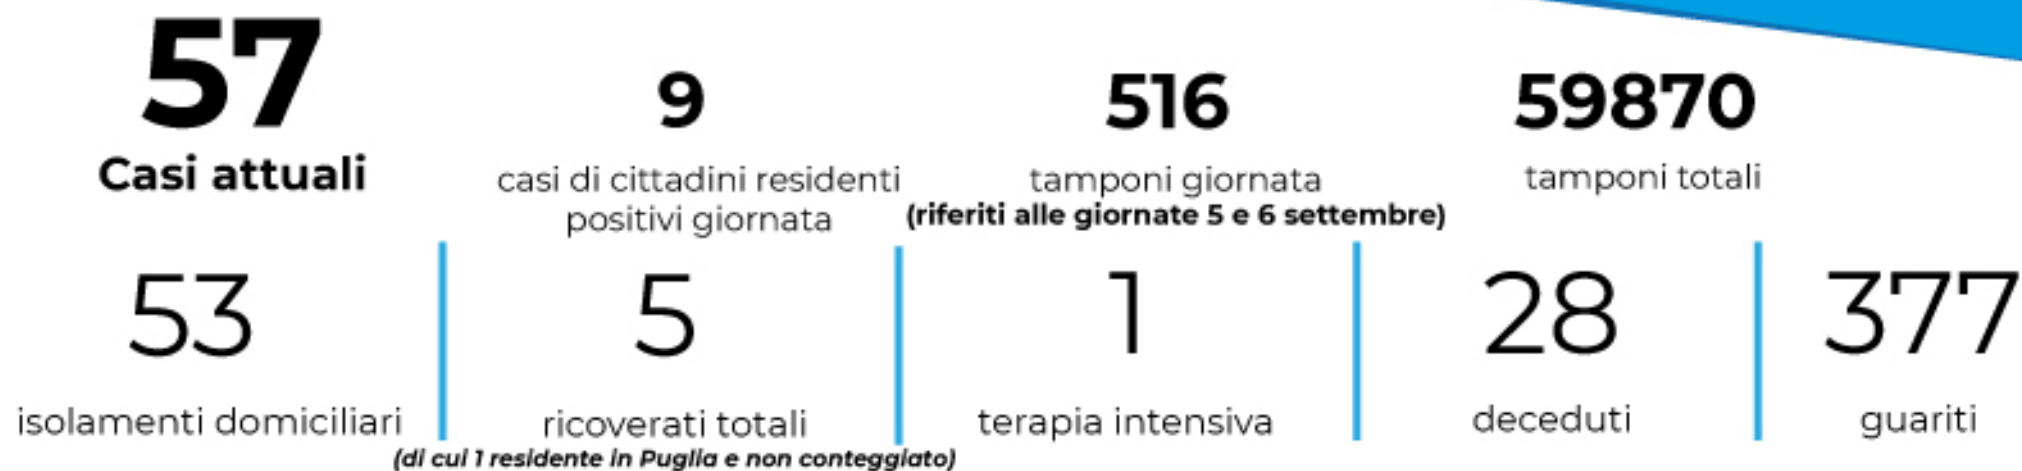 57
Casi attuali
9
casi di cittadini residenti
positivi giornata
516
tamponi giornata
(riferiti alle giornate 5 e 6 settembre)
59870
tamponi totali
53
isolamenti domiciliari
5
ricoverati totali
(di cui 1 residente in Puglia e non conteggiato)
1
terapia intensiva
28
deceduti
377
guariti